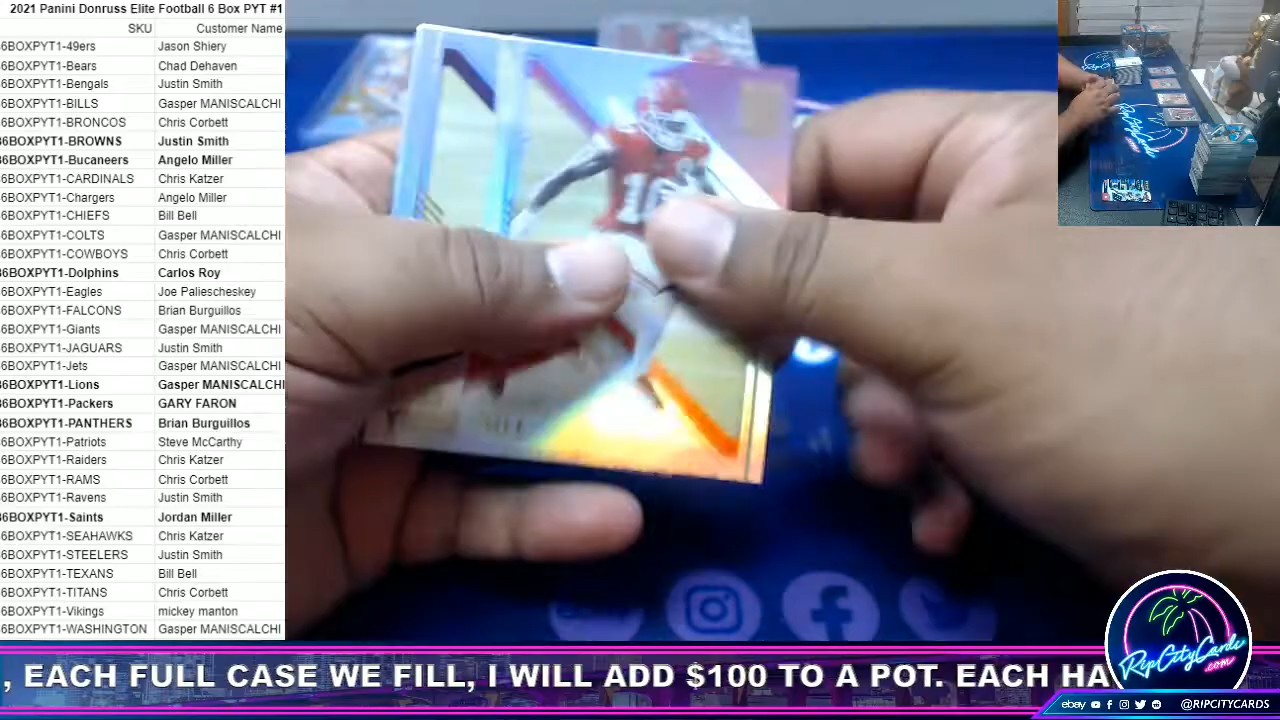 2021 Panini Donruss Elite Football 6 Box PYT #1
SKU Customer Name
6BOXPYT1-49ers Jason Shiery
6BOXPYT1-Bears Chad Dehaven
6BOXPYT1-Bengals Justin Smith
6BOXPYT1-BILLS Gasper MANISCALCHI
6BOXPYT1-BRONCOS Chris Corbett
6BOXPYT1-BROWNS Justin Smith
6BOXPYT1-Bucaneers Angelo Miller
6BOXPYT1-CARDINALS Chris Katzer
6BOXPYT1-Chargers Angelo Miller
6BOXPYT1-CHIEFS Bill Bell
6BOXPYT1-COLTS Gasper MANISCALCHI
6BOXPYT1-COWBOYS Chris Corbett
6BOXPYT1-Dolphins Carlos Roy
6BOXPYT1-Eagles Joe Paliescheskey
6BOXPYT1-FALCONS Brian Burguillos
6BOXPYT1-Giants Gasper MANISCALCHI
6BOXPYT1-JAGUARS Justin Smith
6BOXPYT1-Jets Gasper MANISCALCHI
6BOXPYT1-Lions Gasper MANISCALCHI
6BOXPYT1-Packers GARY FARON
6BOXPYT1-PANTHERS Brian Burguillos
6BOXPYT1-Patriots Steve McCarthy
6BOXPYT1-Raiders Chris Katzer
6BOXPYT1-RAMS Chris Corbett
6BOXPYT1-Ravens Justin Smith
6BOXPYT1-Saints Jordan Miller
6BOXPYT1-SEAHAWKS Chris Katzer
6BOXPYT1-STEELERS Justin Smith
6BOXPYT1-TEXANS Bill Bell
6BOXPYT1-TITANS Chris Corbett
6BOXPYT1-Vikings mickey manton
6BOXPYT1-WASHINGTON Gasper MANISCALCHI
, EACH FULL CASE WE FILL, I WILL ADD $100 TO A POT. EACH HA
RipCityCards
.com
ebay @RIPCITYCARDS